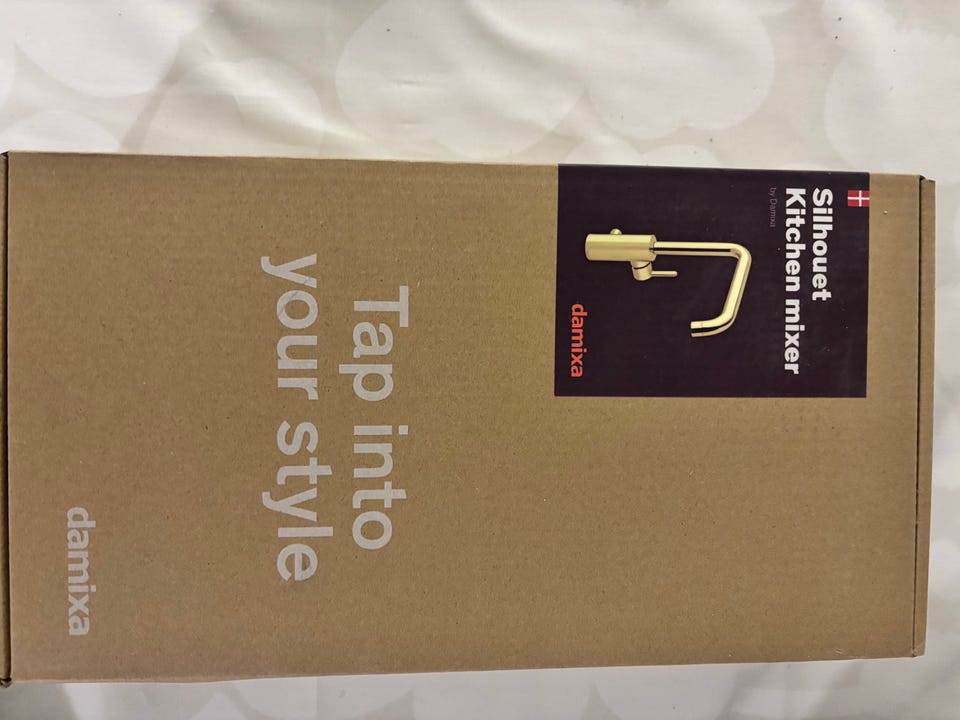 Silhouet
Kitchen mixer
by Damixa
damixa
Tap into
your style
damixa